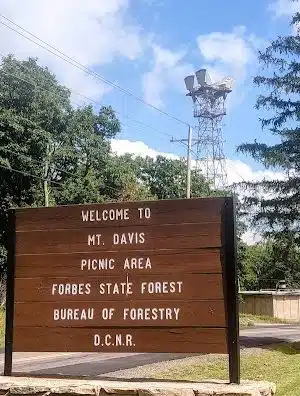 WELCOME TO
MT. DAVIS
PICNIC AREA
FORBES STATE FOREST
BUREAU OF FORESTRY
D.C.N.R.